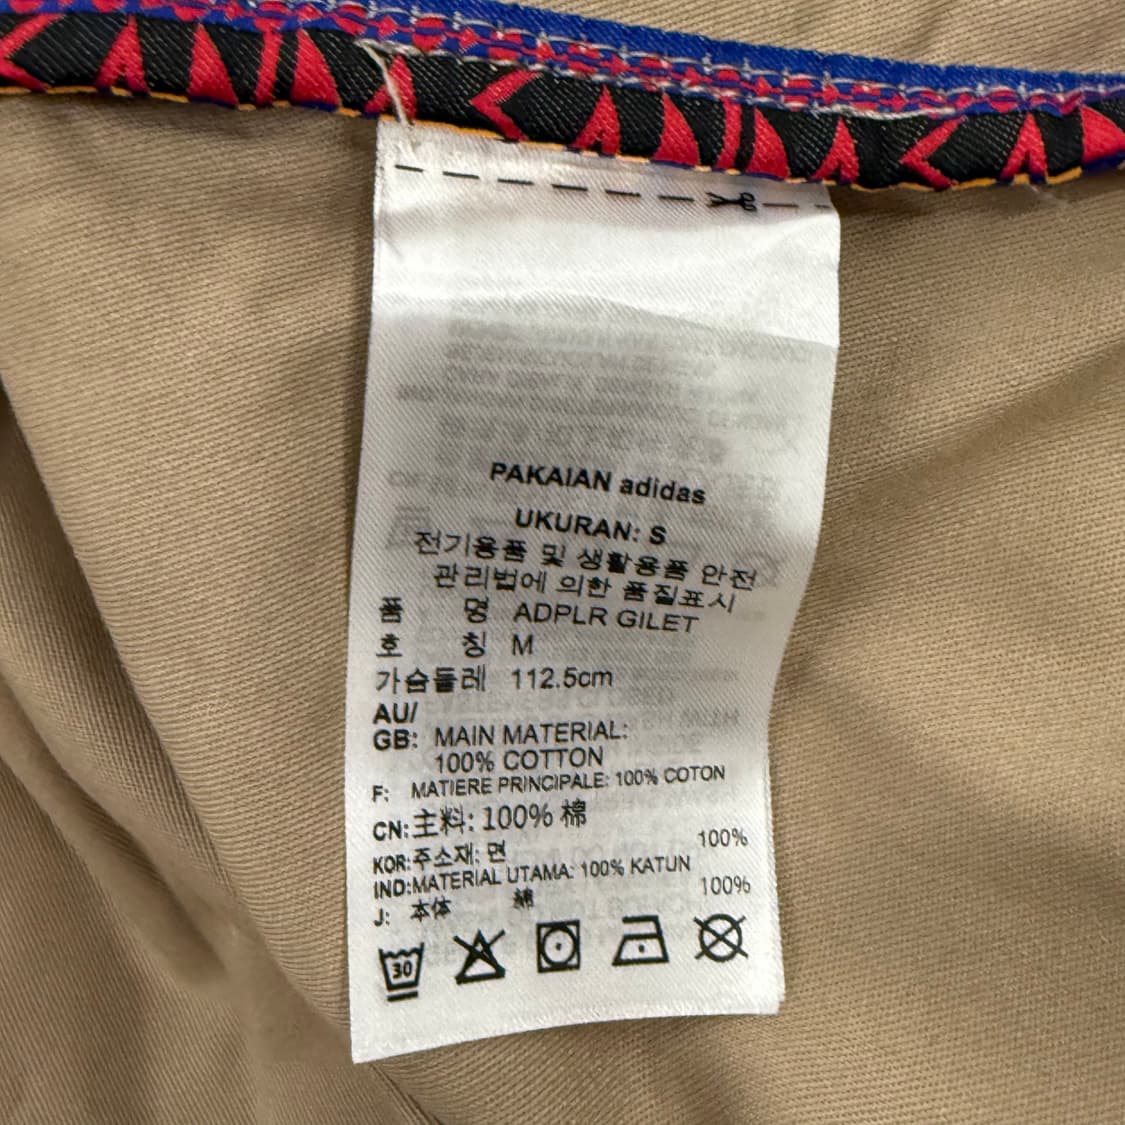 PAKAIAN adidas
UKURAN: S
전기용품 및 생활용품 안전
관리법에 의한 품질표시
품 명 ADPLR GILET
호 칭 M
가슴둘레 112.5cm
AU/
GB: MAIN MATERIAL:
100% COTTON
F: MATIERE PRINCIPALE: 100% COTON
CN: 主料: 100% 棉
KOR: 주소재: 면 100%
IND: MATERIAL UTAMA: 100% KATUN
J: 本体 綿 100%
30